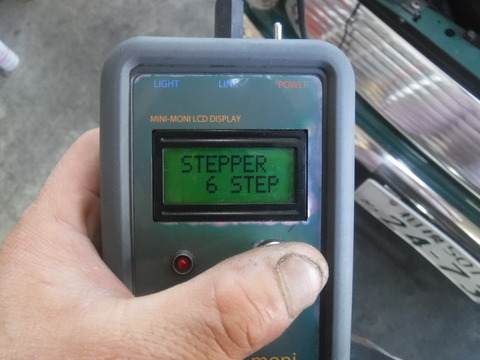 LIGHT LINK POWER
MINI-MONI LCD DISPLAY
STEPPER
6 STEP
moni